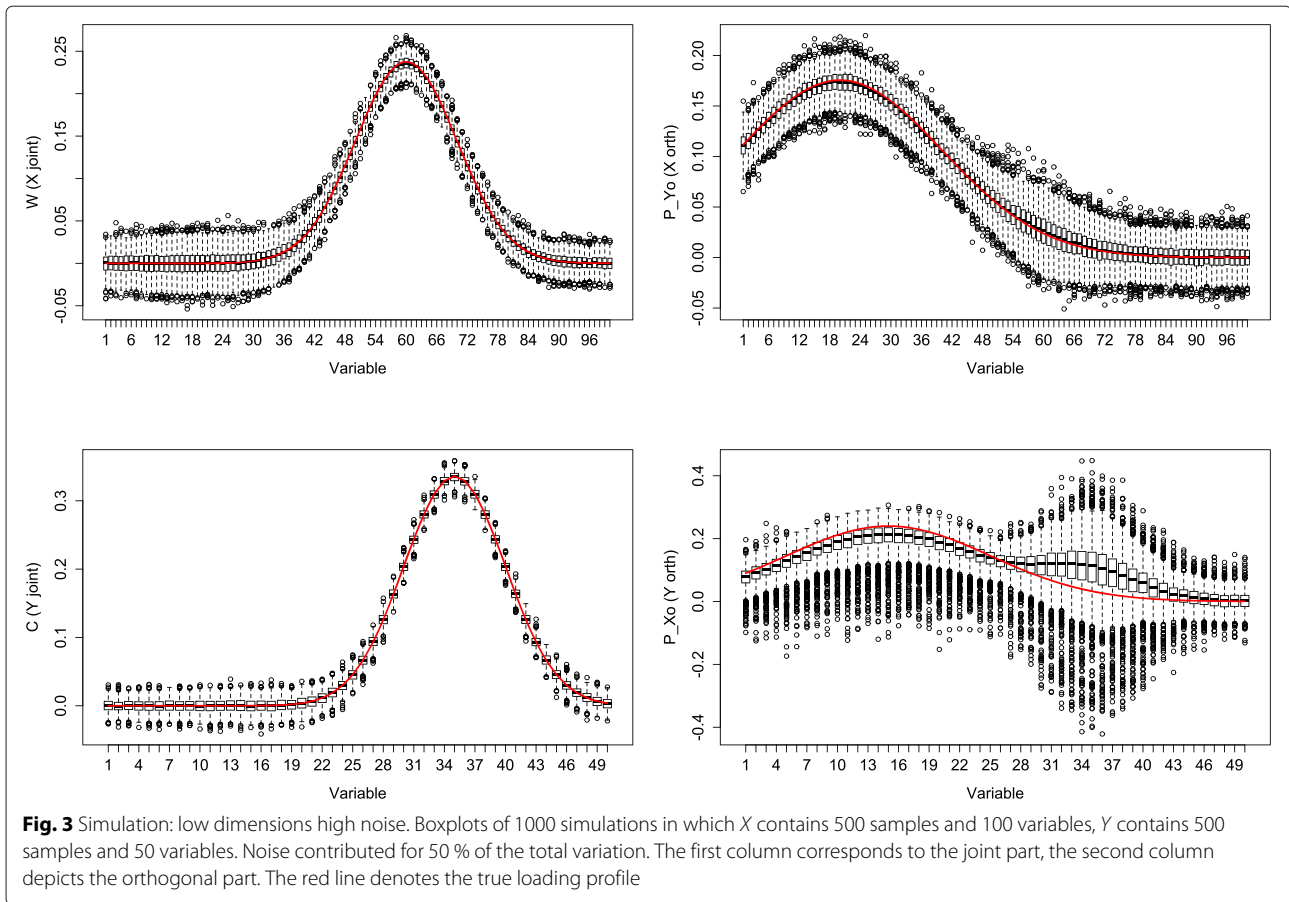 W (X joint)
-0.05 0.05 0.15 0.25
1 6 12 18 24 30 36 42 48 54 60 66 72 78 84 90 96
Variable
P_Yo (X orth)
-0.05 0.00 0.05 0.10 0.15 0.20
1 6 12 18 24 30 36 42 48 54 60 66 72 78 84 90 96
Variable
C (Y joint)
0.0 0.1 0.2 0.3
1 4 7 10 13 16 19 22 25 28 31 34 37 40 43 46 49
Variable
P_Xo (Y orth)
-0.4 -0.2 0.0 0.2 0.4
1 4 7 10 13 16 19 22 25 28 31 34 37 40 43 46 49
Variable
Fig. 3 Simulation: low dimensions high noise. Boxplots of 1000 simulations in which X contains 500 samples and 100 variables, Y contains 500
samples and 50 variables. Noise contributed for 50 % of the total variation. The first column corresponds to the joint part, the second column
depicts the orthogonal part. The red line denotes the true loading profile